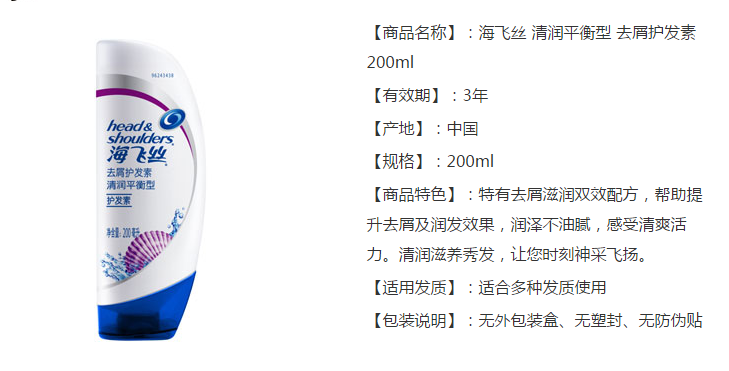 96243438
head&
shoulders
海飞丝
去屑护发素
清润平衡型
护发素
净含量: 200毫升
【商品名称】：海飞丝 清润平衡型 去屑护发素
200ml
【有效期】：3年
【产地】：中国
【规格】：200ml
【商品特色】：特有去屑滋润双效配方，帮助提
升去屑及润发效果，润泽不油腻，感受清爽活
力。清润滋养秀发，让您时刻神采飞扬。
【适用发质】：适合多种发质使用
【包装说明】：无外包装盒、无塑封、无防伪贴